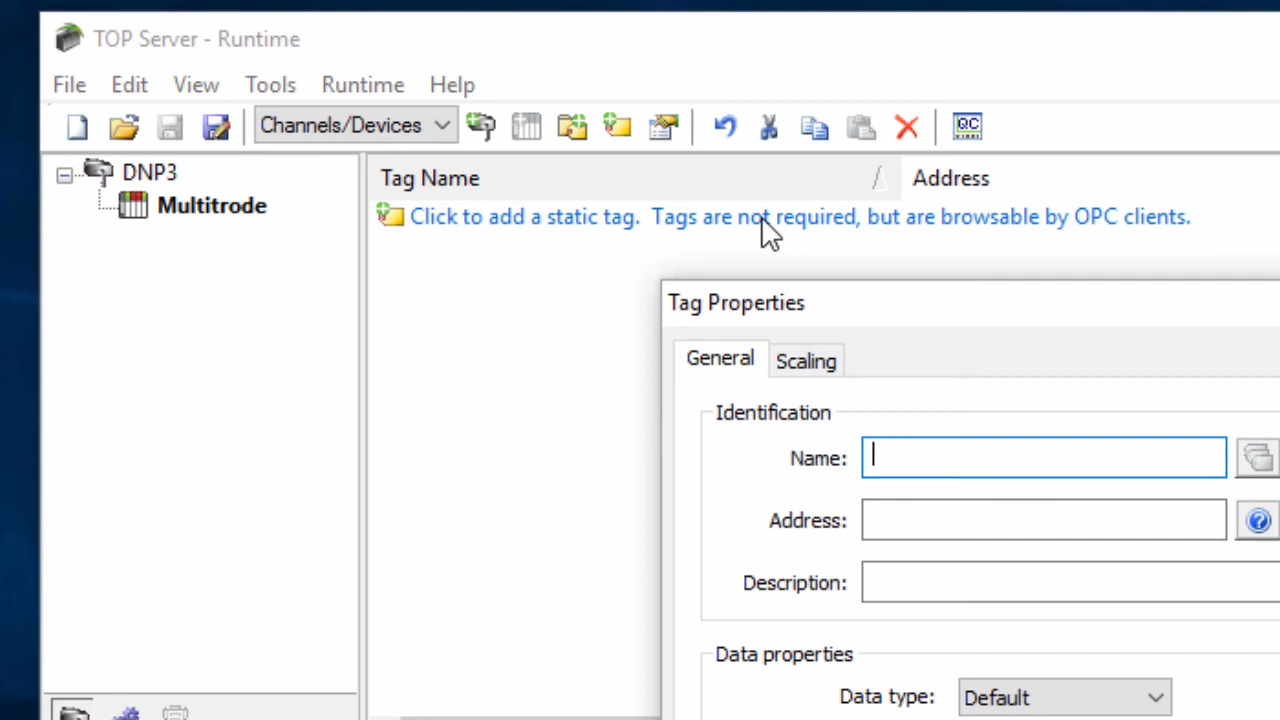 TOP Server - Runtime
File Edit View Tools Runtime Help
Channels/Devices QC
DNP3
Multitrode
Tag Name Address
Click to add a static tag. Tags are not required, but are browsable by OPC clients.
Tag Properties
General Scaling
Identification
Name:
Address:
Description:
Data properties
Data type: Default